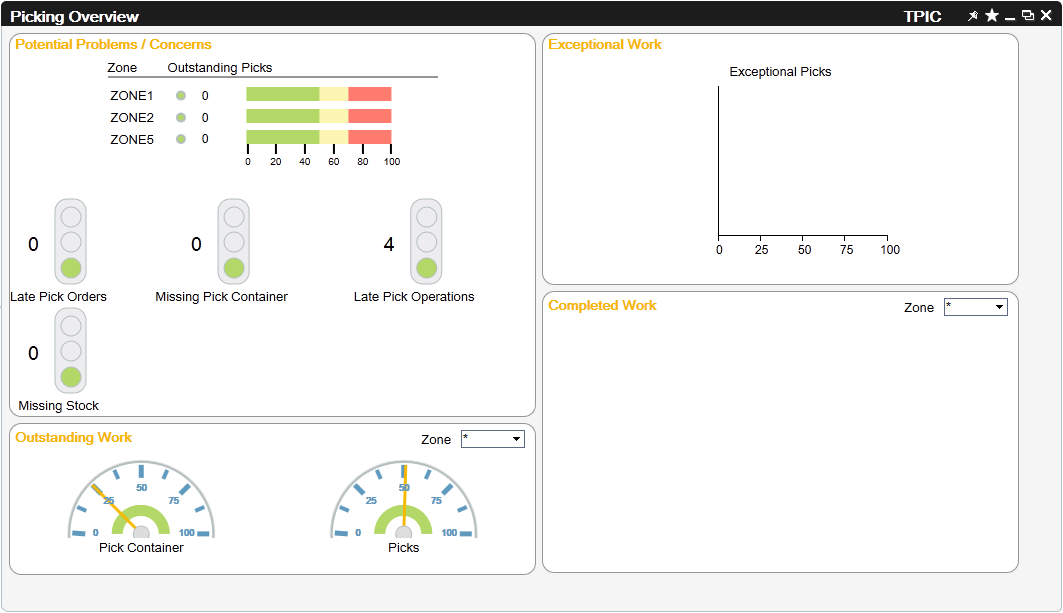 Picking Overview TPIC
Potential Problems / Concerns
Zone Outstanding Picks
ZONE1 0
ZONE2 0
ZONE5 0
0 20 40 60 80 100
0 0 4
Late Pick Orders Missing Pick Container Late Pick Operations
0
Missing Stock
Outstanding Work Zone *
0 25 50 75 100
Pick Container
0 25 50 75 100
Picks
Exceptional Work
Exceptional Picks
0 25 50 75 100
Completed Work Zone *